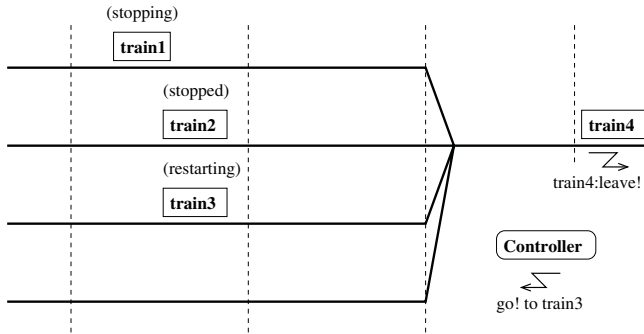 (stopping)
train1
(stopped)
train2
train4
train4:leave!
(restarting)
train3
Controller
go! to train3